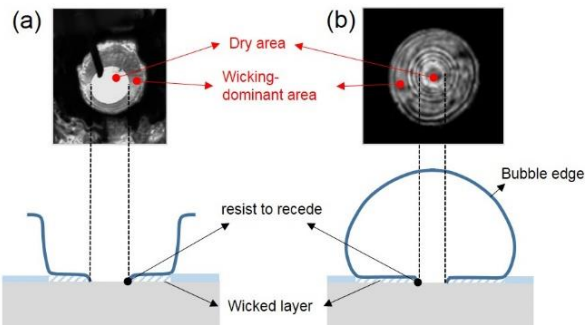 (a)
(b)
Dry area
Wicking-
dominant area
Bubble edge
resist to recede
Wicked layer